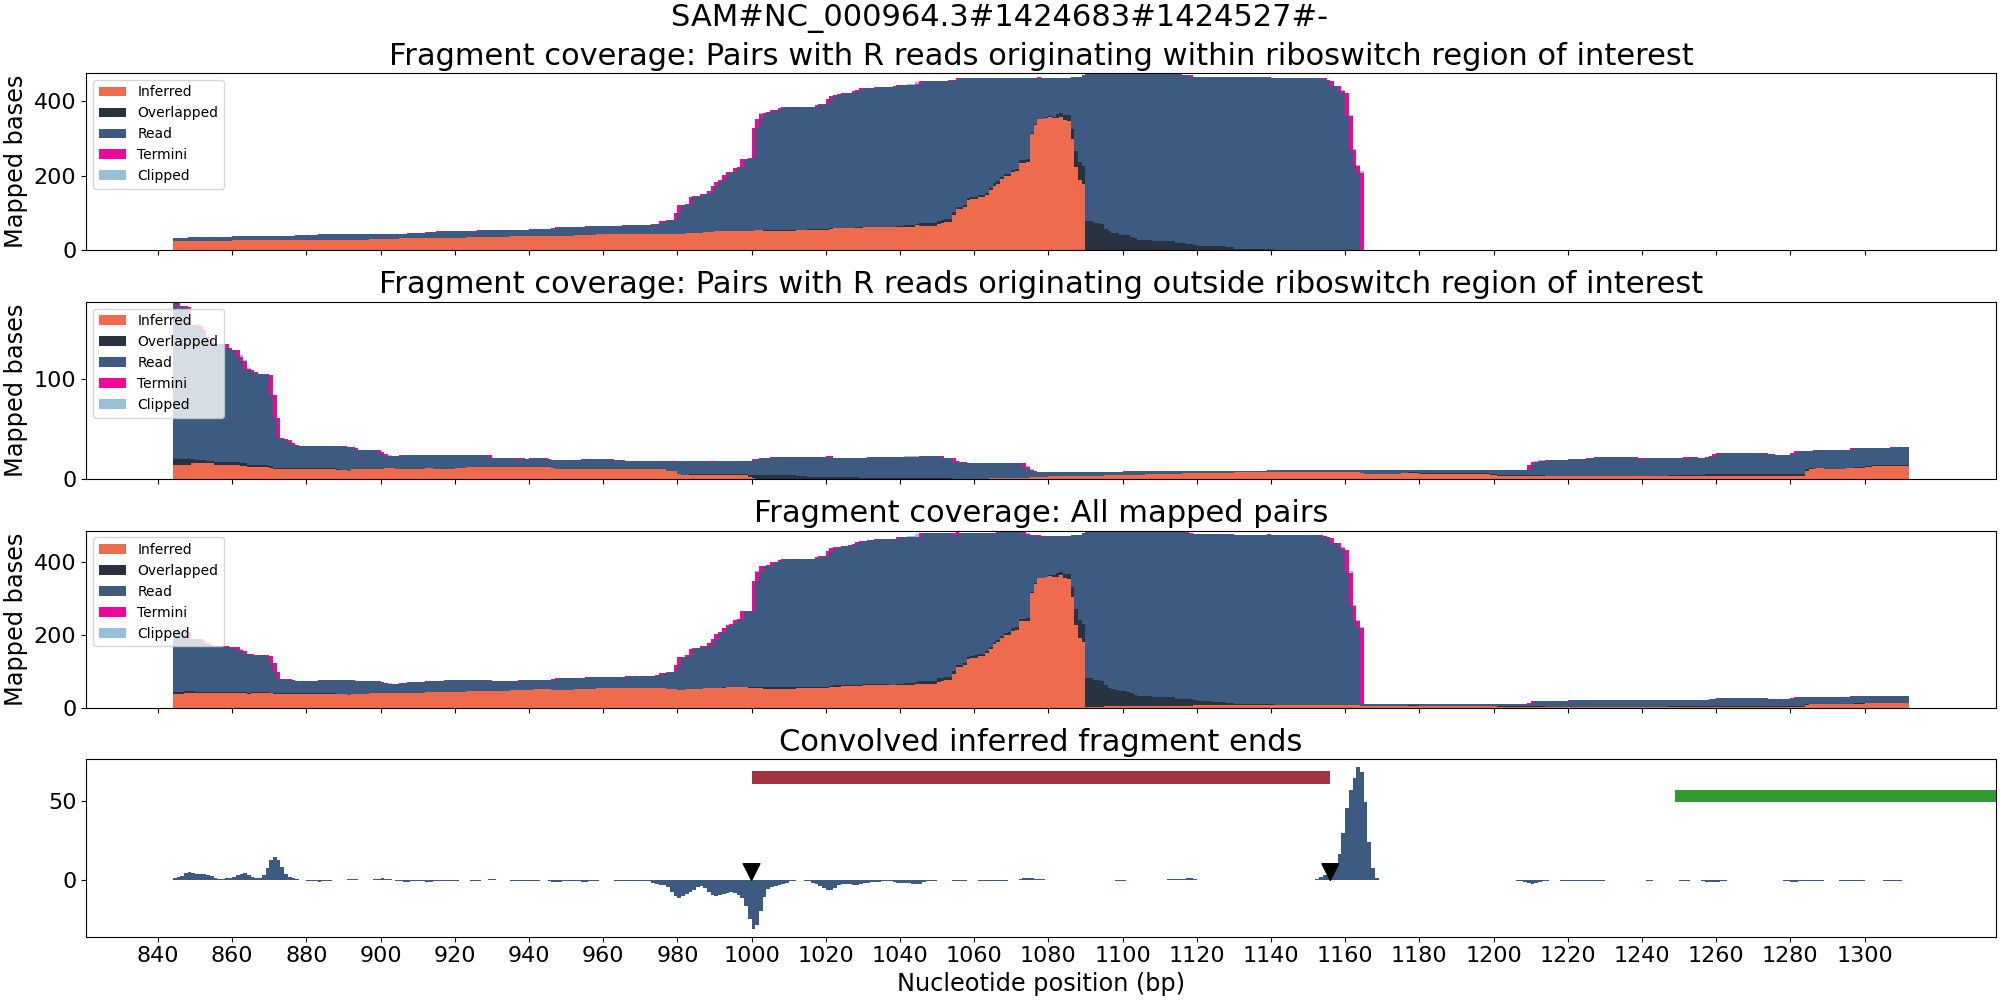 SAM#NC_000964.3#1424683#1424527#-
Fragment coverage: Pairs with R reads originating within riboswitch region of interest
Mapped bases
400
200
0
Inferred
Overlapped
Read
Termini
Clipped
Fragment coverage: Pairs with R reads originating outside riboswitch region of interest
Mapped bases
100
0
Inferred
Overlapped
Read
Termini
Clipped
Fragment coverage: All mapped pairs
Mapped bases
400
200
0
Inferred
Overlapped
Read
Termini
Clipped
Convolved inferred fragment ends
50
0
840 860 880 900 920 940 960 980 1000 1020 1040 1060 1080 1100 1120 1140 1160 1180 1200 1220 1240 1260 1280 1300
Nucleotide position (bp)